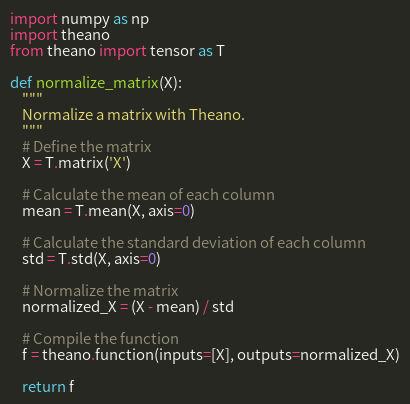 import numpy as np
import theano
from theano import tensor as T
def normalize_matrix(X):
"""
Normalize a matrix with Theano.
"""
# Define the matrix
X = T.matrix('X')
# Calculate the mean of each column
mean = T.mean(X, axis=0)
# Calculate the standard deviation of each column
std = T.std(X, axis=0)
# Normalize the matrix
normalized_X = (X - mean) / std
# Compile the function
f = theano.function(inputs=[X], outputs=normalized_X)
return f